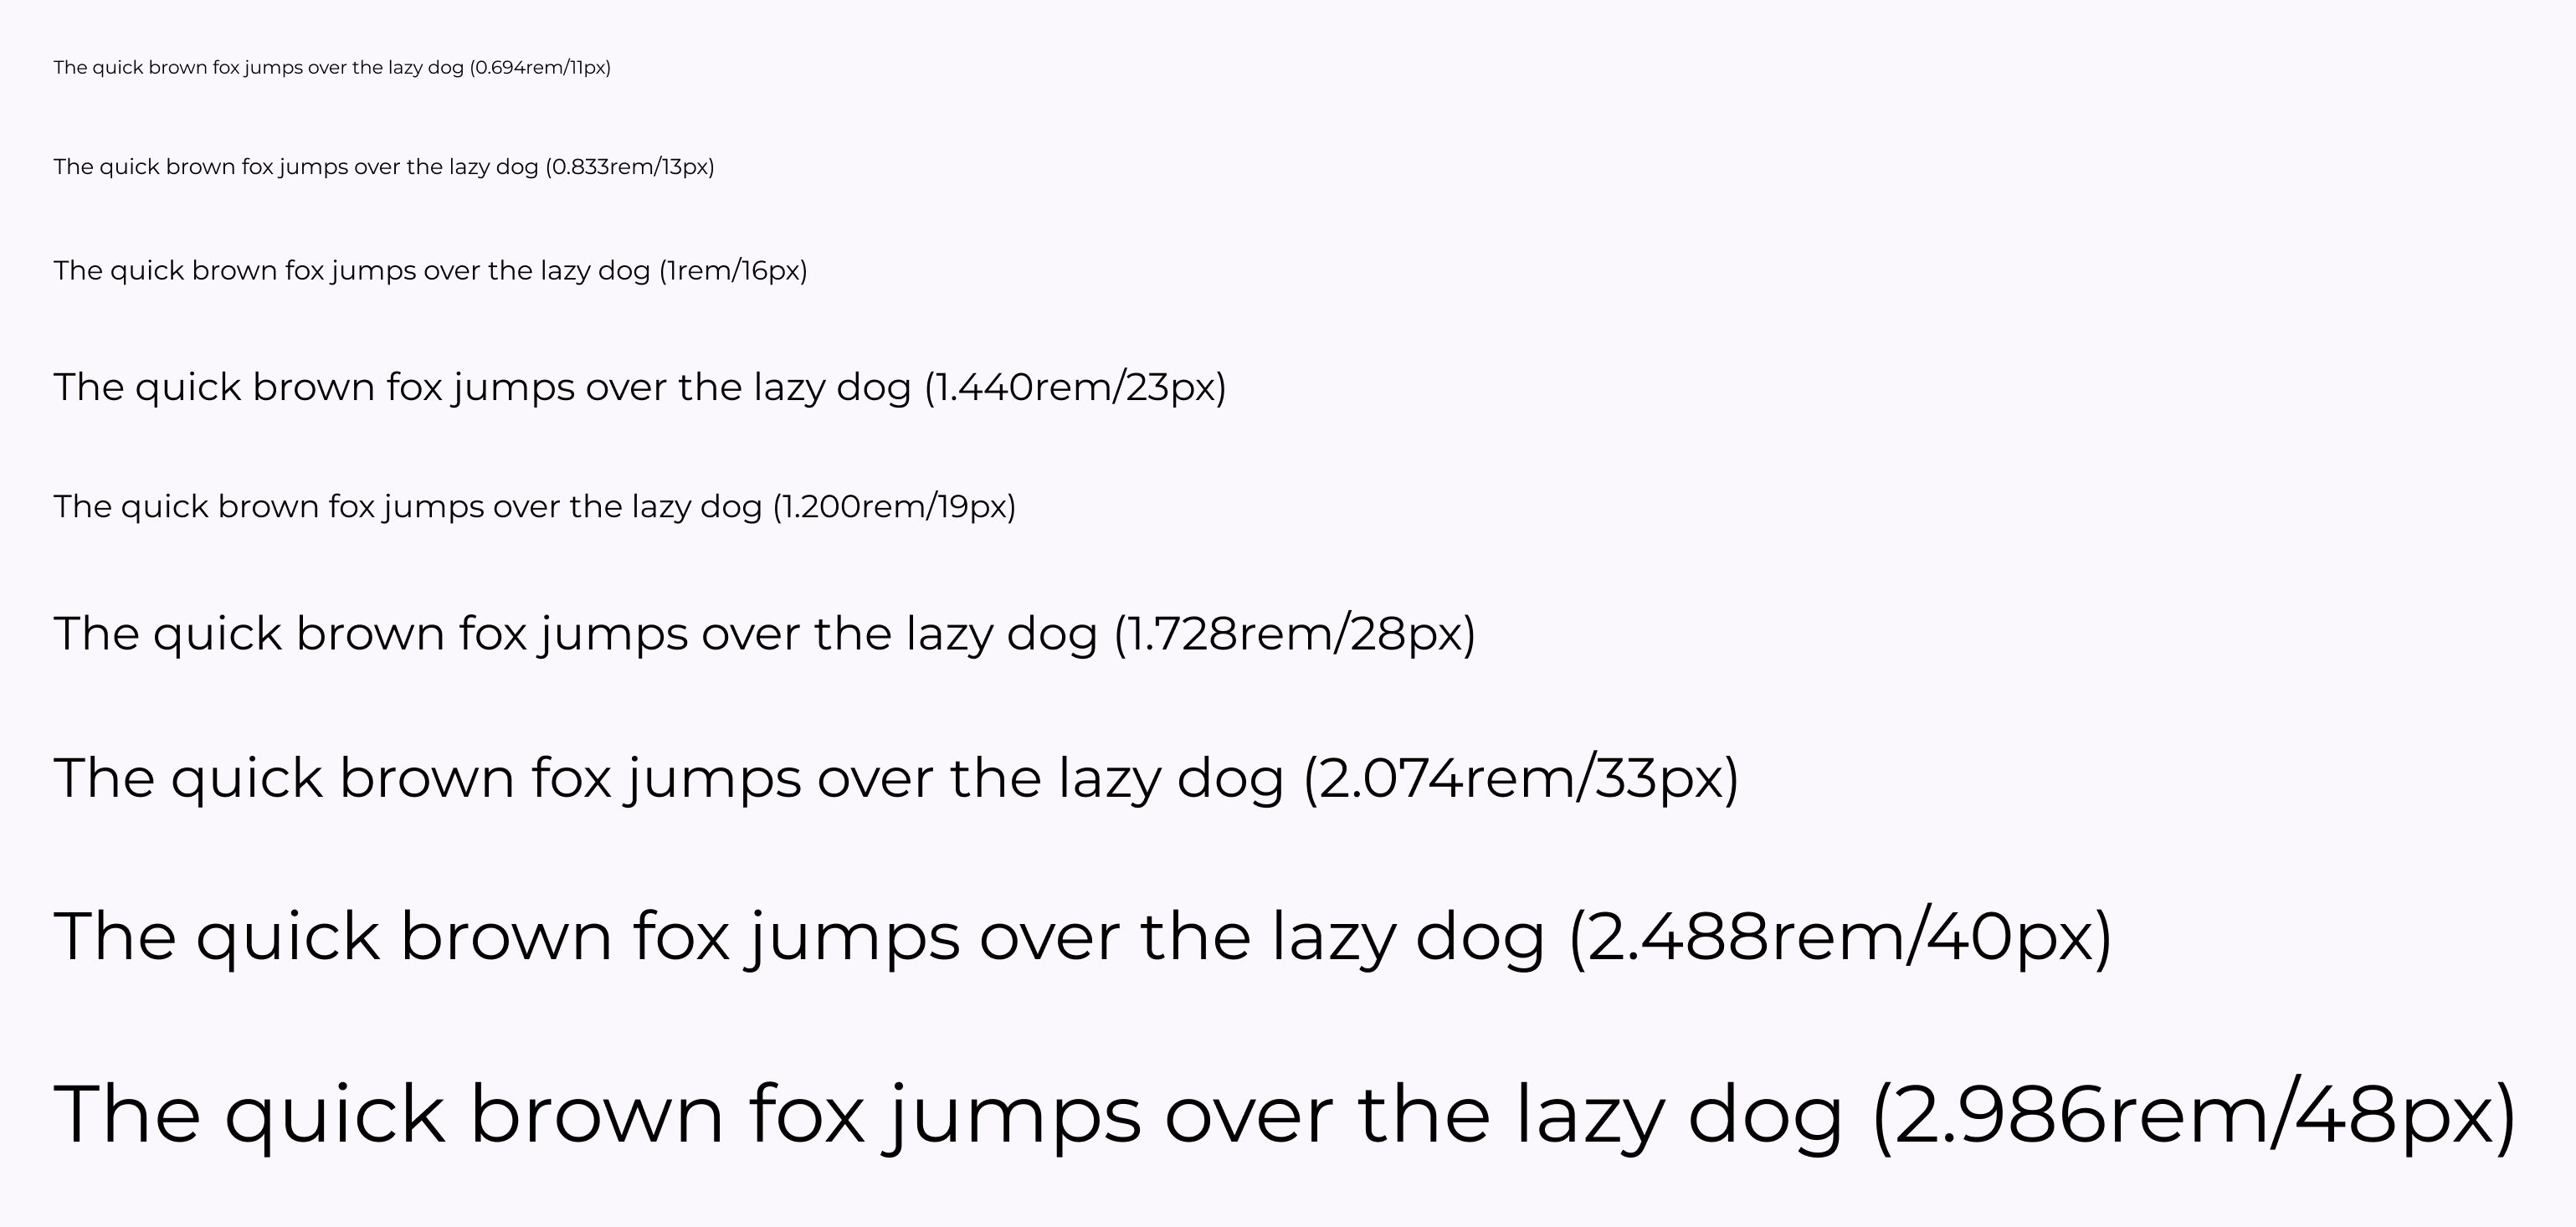 The quick brown fox jumps over the lazy dog (0.694rem/11px)
The quick brown fox jumps over the lazy dog (0.833rem/13px)
The quick brown fox jumps over the lazy dog (1rem/16px)
The quick brown fox jumps over the lazy dog (1.440rem/23px)
The quick brown fox jumps over the lazy dog (1.200rem/19px)
The quick brown fox jumps over the lazy dog (1.728rem/28px)
The quick brown fox jumps over the lazy dog (2.074rem/33px)
The quick brown fox jumps over the lazy dog (2.488rem/40px)
The quick brown fox jumps over the lazy dog (2.986rem/48px)